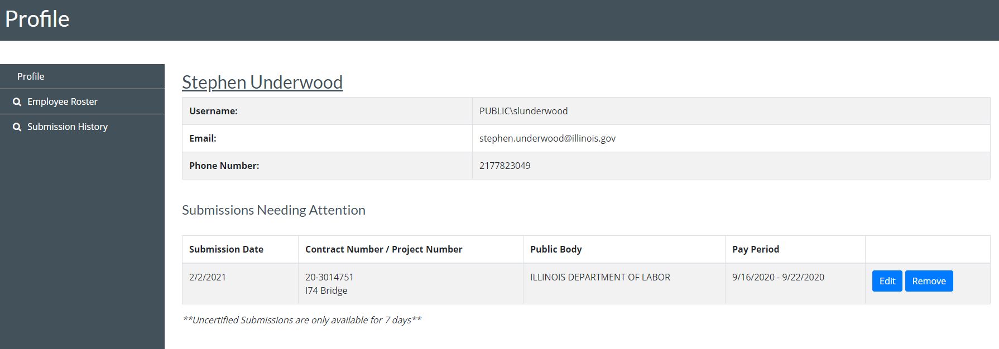 Profile
Profile
Employee Roster
Submission History
Stephen Underwood
Username: PUBLIC\slunderwood
Email: stephen.underwood@illinois.gov
Phone Number: 2177823049
Submissions Needing Attention
Submission Date Contract Number / Project Number Public Body Pay Period
2/2/2021 20-3014751 ILLINOIS DEPARTMENT OF LABOR 9/16/2020 - 9/22/2020 Edit Remove
I74 Bridge
**Uncertified Submissions are only available for 7 days**